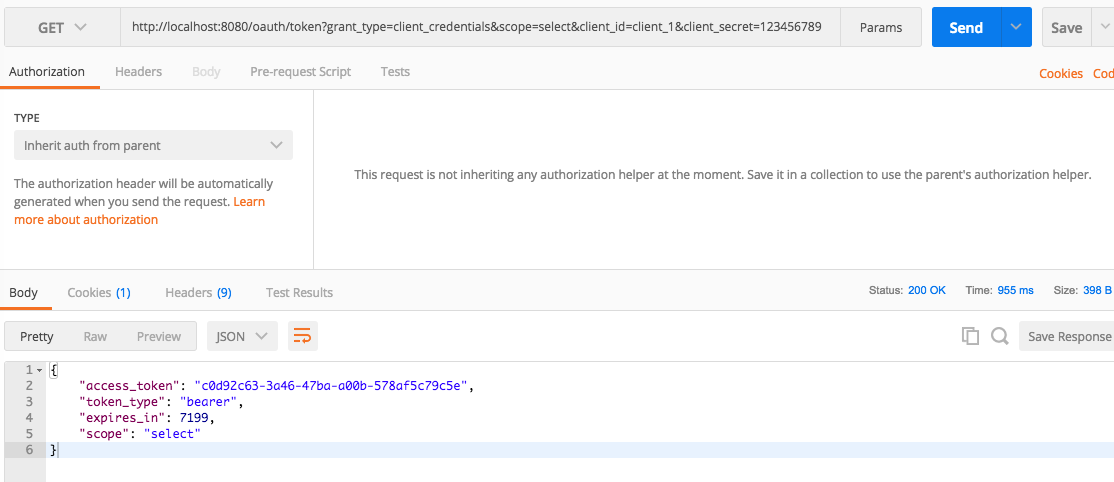 GET http://localhost:8080/oauth/token?grant_type=client_credentials&scope=select&client_id=client_1&client_secret=123456789 Params Send Save
Authorization Headers Body Pre-request Script Tests Cookies Cod
TYPE
Inherit auth from parent
The authorization header will be automatically
generated when you send the request. Learn
more about authorization
This request is not inheriting any authorization helper at the moment. Save it in a collection to use the parent's authorization helper.
Body Cookies (1) Headers (9) Test Results Status: 200 OK Time: 955 ms Size: 398 B
Pretty Raw Preview JSON Save Response
1 {
2 "access_token": "c0d92c63-3a46-47ba-a00b-578af5c79c5e",
3 "token_type": "bearer",
4 "expires_in": 7199,
5 "scope": "select"
6 }